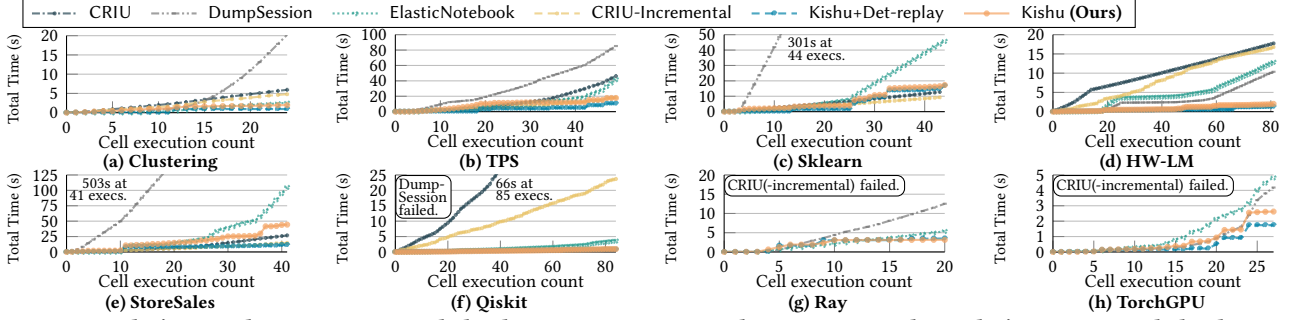 CRIU DumpSession ElasticNotebook CRIU-Incremental Kishu+Det-replay Kishu (Ours)
Total Time (s)
20
15
10
5
0
0 5 10 15 20
Cell execution count
(a) Clustering
Total Time (s)
100
80
60
40
20
0
0 10 20 30 40
Cell execution count
(b) TPS
Total Time (s)
50
40
30
20
10
0
301s at
44 execs.
0 10 20 30 40
Cell execution count
(c) Sklearn
Total Time (s)
20
15
10
5
0
0 20 40 60 80
Cell execution count
(d) HW-LM
Total Time (s)
125
100
75
50
25
0
503s at
41 execs.
0 10 20 30 40
Cell execution count
(e) StoreSales
Total Time (s)
25
20
15
10
5
0
Dump-
Session
failed.
66s at
85 execs.
0 20 40 60 80
Cell execution count
(f) Qiskit
Total Time (s)
20
15
10
5
0
CRIU(-incremental) failed.
0 5 10 15 20
Cell execution count
(g) Ray
Total Time (s)
5
4
3
2
1
0
CRIU(-incremental) failed.
0 5 10 15 20 25
Cell execution count
(h) TorchGPU